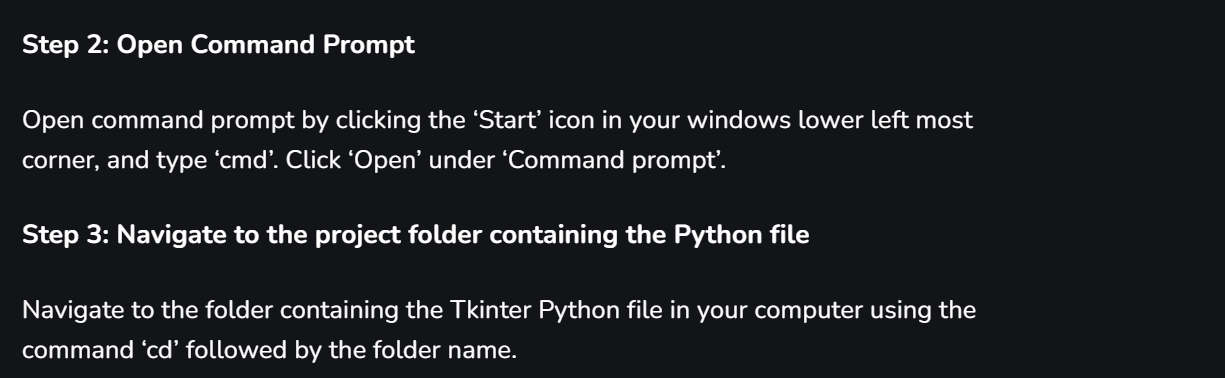 Step 2: Open Command Prompt
Open command prompt by clicking the ‘Start’ icon in your windows lower left most
corner, and type ‘cmd’. Click ‘Open’ under ‘Command prompt’.
Step 3: Navigate to the project folder containing the Python file
Navigate to the folder containing the Tkinter Python file in your computer using the
command ‘cd’ followed by the folder name.